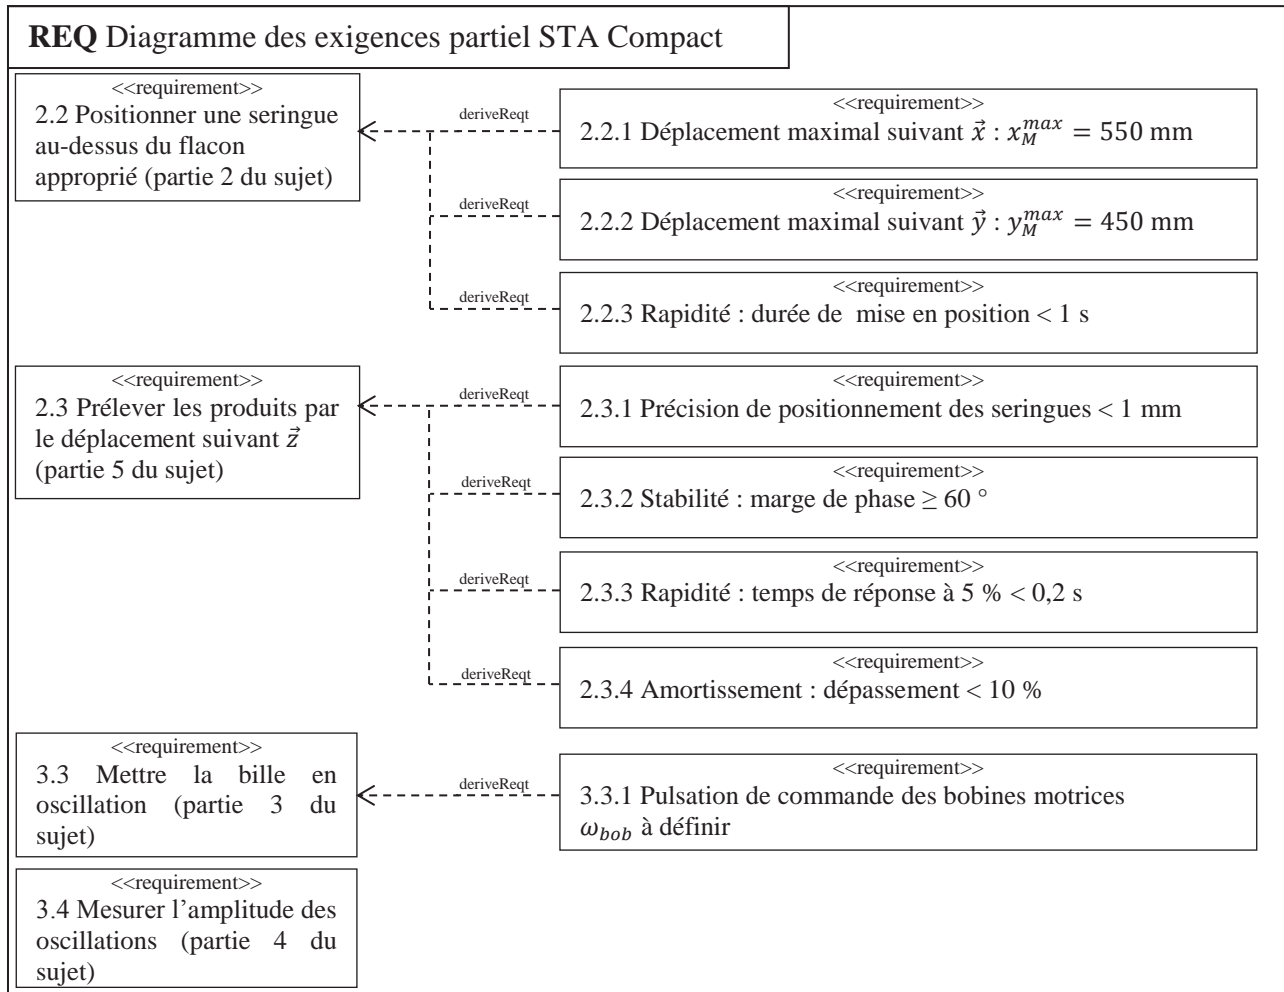 REQ Diagramme des exigences partiel STA Compact
<<requirement>>
2.2 Positionner une seringue
au-dessus du flacon
approprié (partie 2 du sujet)
deriveReqt
<<requirement>>
2.2.1 Déplacement maximal suivant x⃗ : x_M^max = 550 mm
deriveReqt
<<requirement>>
2.2.2 Déplacement maximal suivant y⃗ : y_M^max = 450 mm
deriveReqt
<<requirement>>
2.2.3 Rapidité : durée de mise en position < 1 s
<<requirement>>
2.3 Prélever les produits par
le déplacement suivant z⃗
(partie 5 du sujet)
deriveReqt
<<requirement>>
2.3.1 Précision de positionnement des seringues < 1 mm
deriveReqt
<<requirement>>
2.3.2 Stabilité : marge de phase ≥ 60 °
deriveReqt
<<requirement>>
2.3.3 Rapidité : temps de réponse à 5 % < 0,2 s
deriveReqt
<<requirement>>
2.3.4 Amortissement : dépassement < 10 %
<<requirement>>
3.3 Mettre la bille en
oscillation (partie 3 du
sujet)
deriveReqt
<<requirement>>
3.3.1 Pulsation de commande des bobines motrices
ω_bob à définir
<<requirement>>
3.4 Mesurer l'amplitude des
oscillations (partie 4 du
sujet)